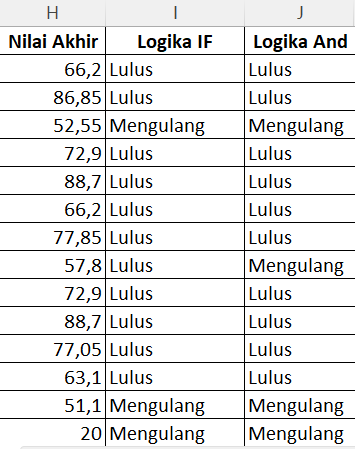 H I J
Nilai Akhir Logika IF Logika And
66,2 Lulus Lulus
86,85 Lulus Lulus
52,55 Mengulang Mengulang
72,9 Lulus Lulus
88,7 Lulus Lulus
66,2 Lulus Lulus
77,85 Lulus Lulus
57,8 Lulus Mengulang
72,9 Lulus Lulus
88,7 Lulus Lulus
77,05 Lulus Lulus
63,1 Lulus Lulus
51,1 Mengulang Mengulang
20 Mengulang Mengulang